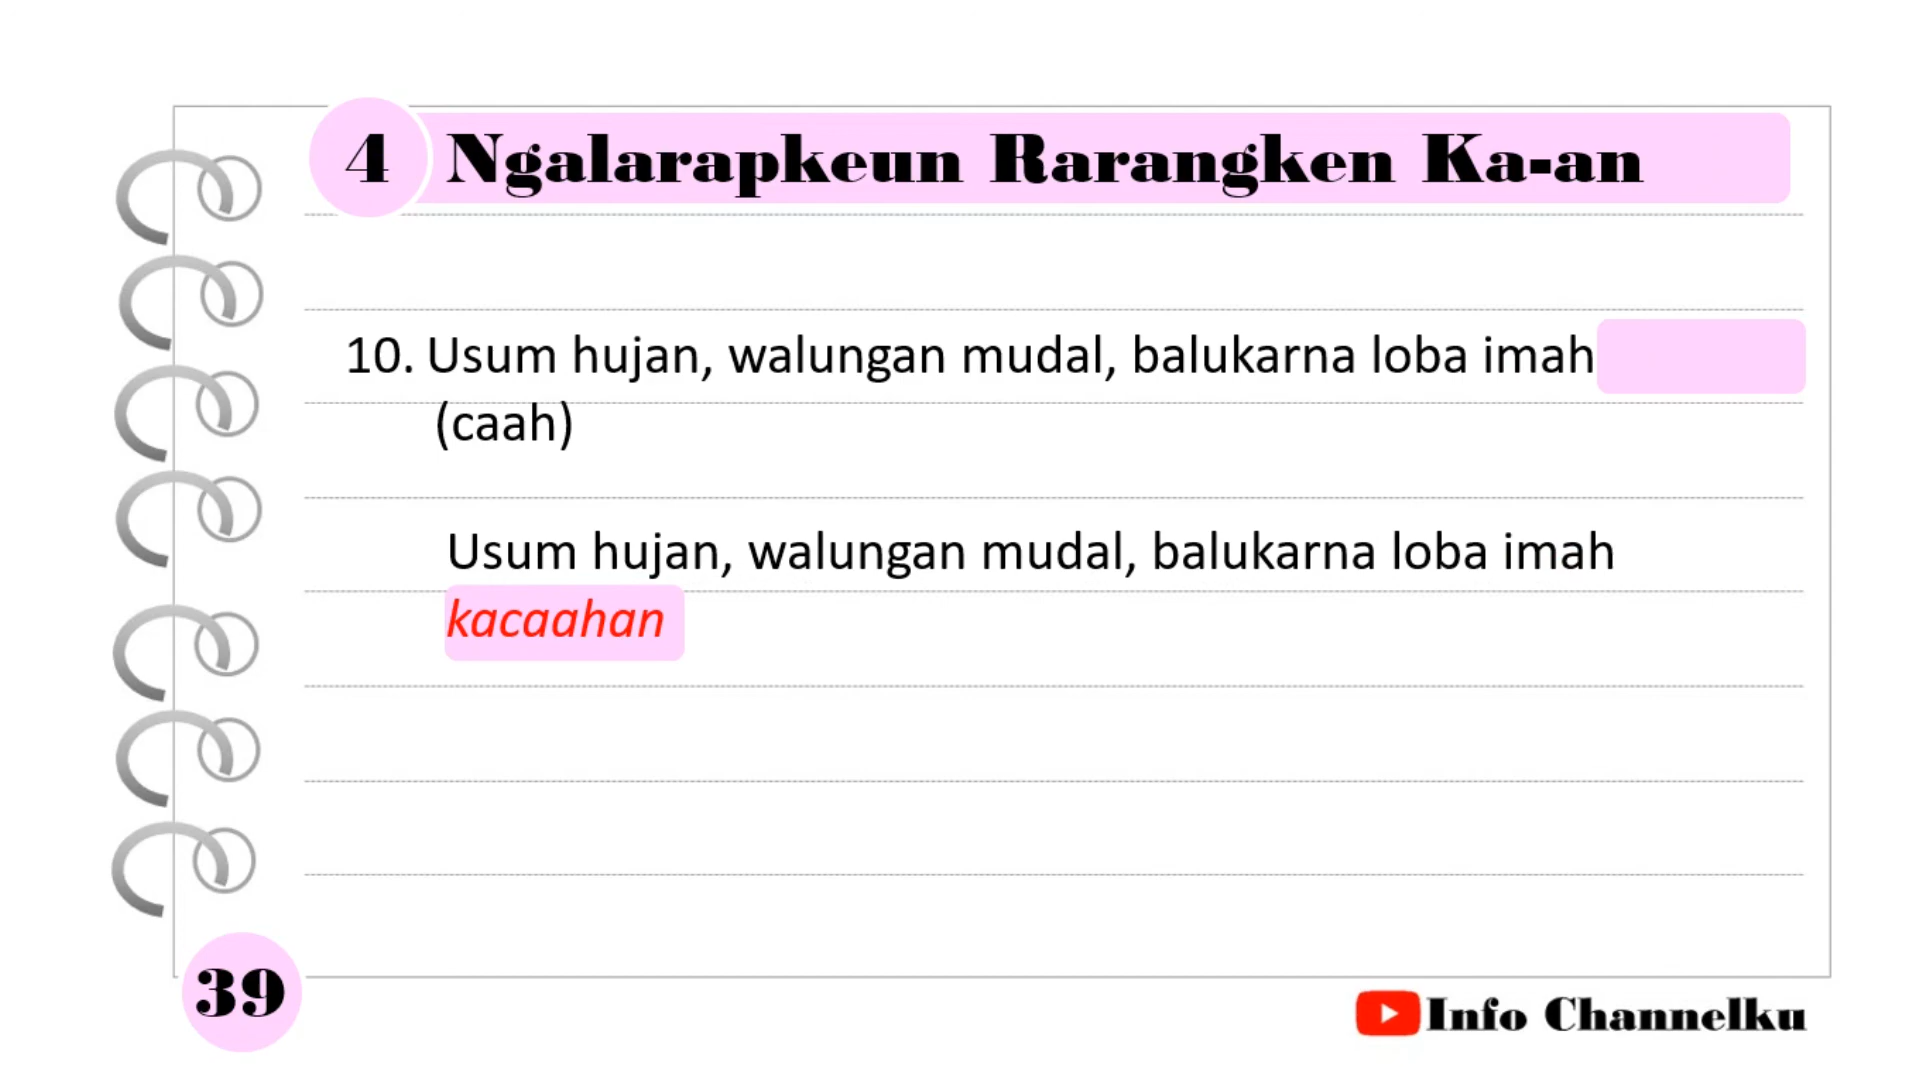 4 Ngalarapkeun Rarangken Ka-an
10. Usum hujan, walungan mudal, balukarna loba imah
(caah)
Usum hujan, walungan mudal, balukarna loba imah
kacaahan
39
Info Channelku